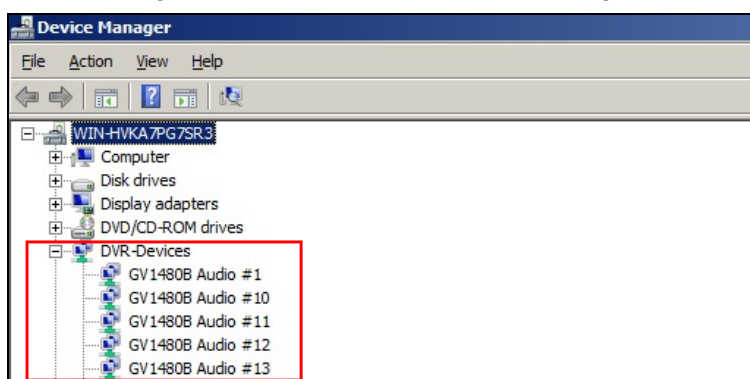 Device Manager
File Action View Help
WIN-HVKA7PG7SR3
Computer
Disk drives
Display adapters
DVD/CD-ROM drives
DVR-Devices
GV1480B Audio #1
GV1480B Audio #10
GV1480B Audio #11
GV1480B Audio #12
GV1480B Audio #13